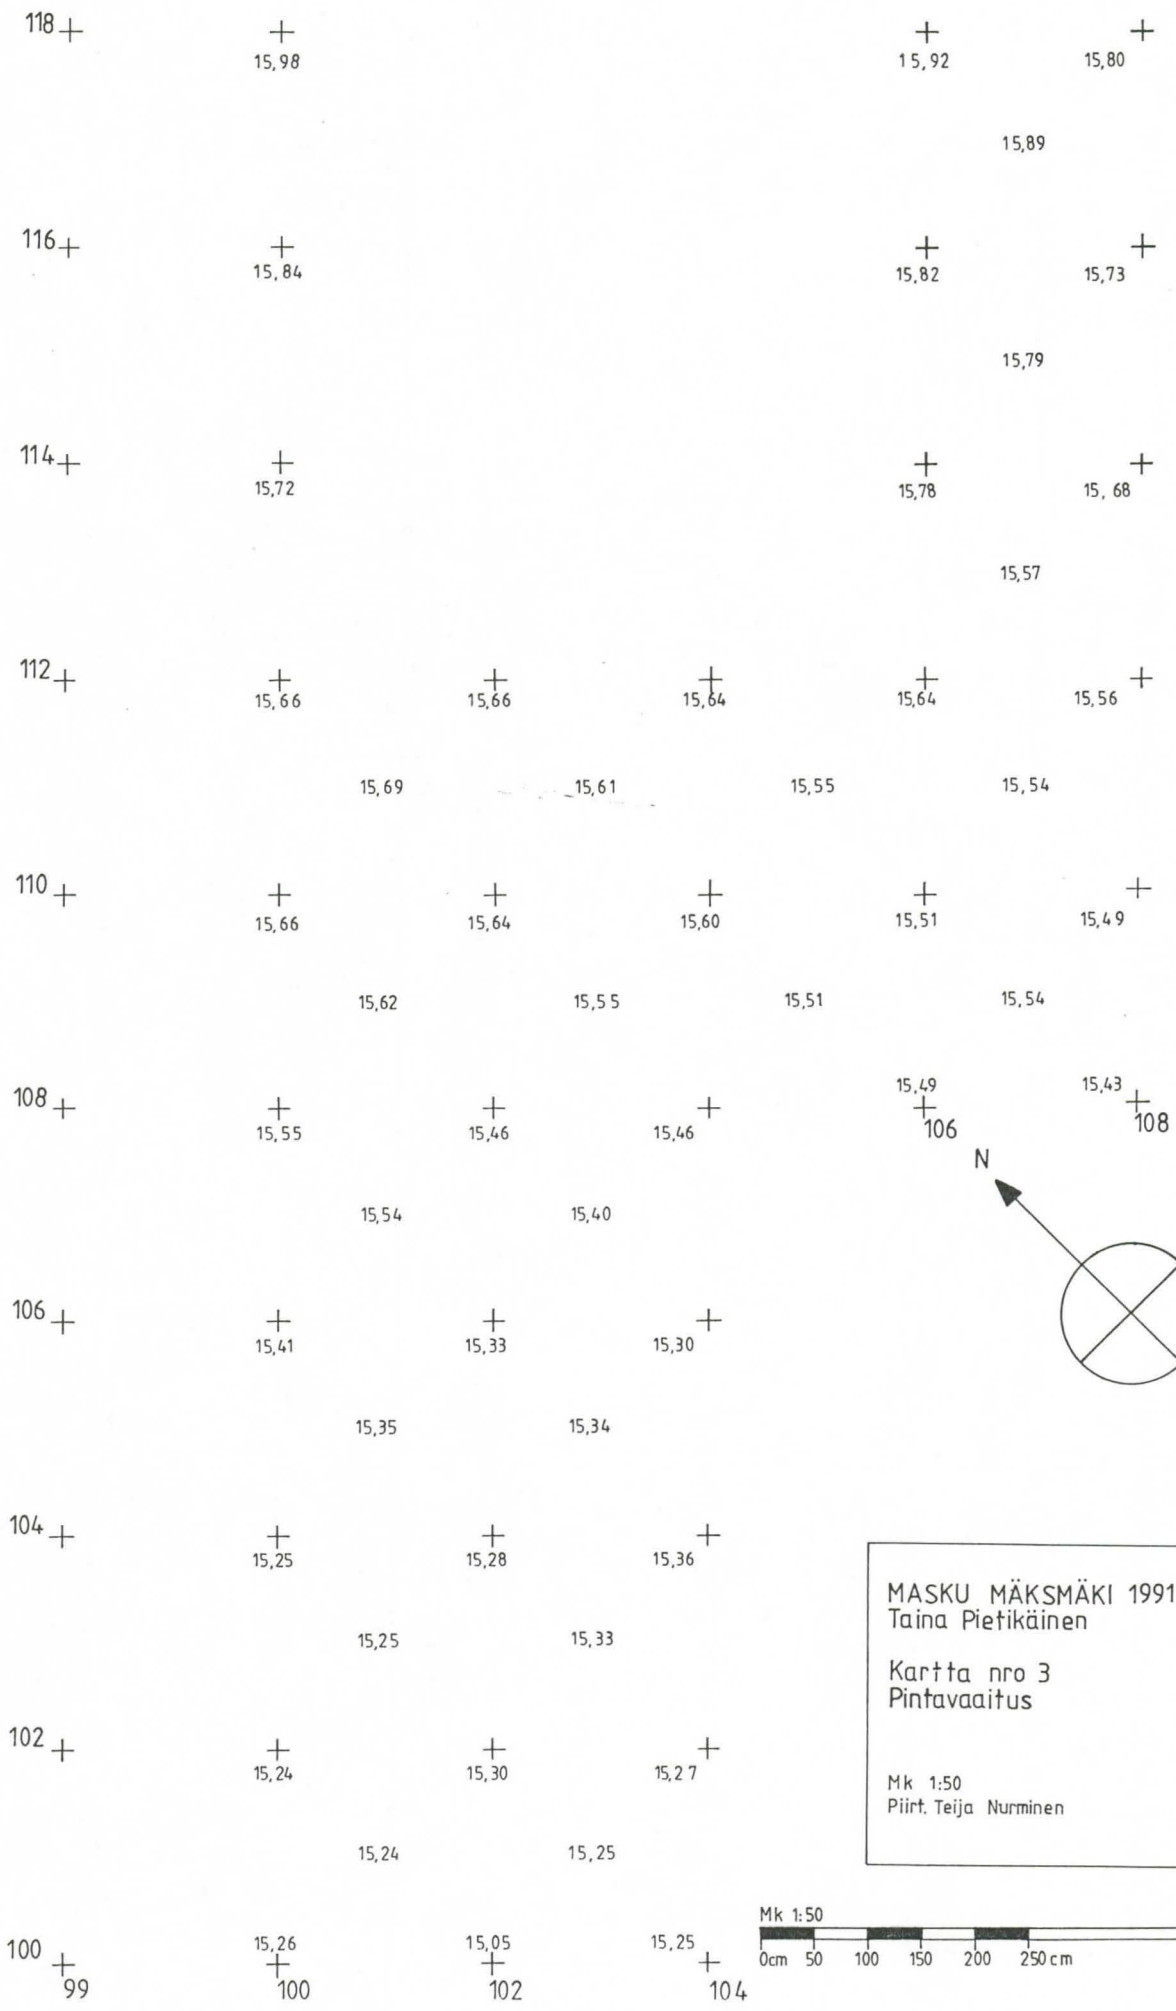 118
15,98 15,92 15,80
15,89
116
15,84 15,82 15,73
15,79
114
15,72 15,78 15,68
15,57
112
15,66 15,66 15,64 15,64 15,56
15,69 15,61 15,55 15,54
110
15,66 15,64 15,60 15,51 15,49
15,62 15,55 15,51 15,54
108 15,49 15,43
15,55 15,46 15,46 106 108
N
15,54 15,40
106
15,41 15,33 15,30
15,35 15,34
104
15,25 15,28 15,36
MASKU MÄKSMÄKI 1991
Taina Pietikäinen
15,25 15,33
Kartta nro 3
Pintavaaitus
102
15,24 15,30 15,27
Mk 1:50
Piirt. Teija Nurminen
15,24 15,25
Mk 1:50
100 15,26 15,05 15,25
0cm 50 100 150 200 250cm
99 100 102 104